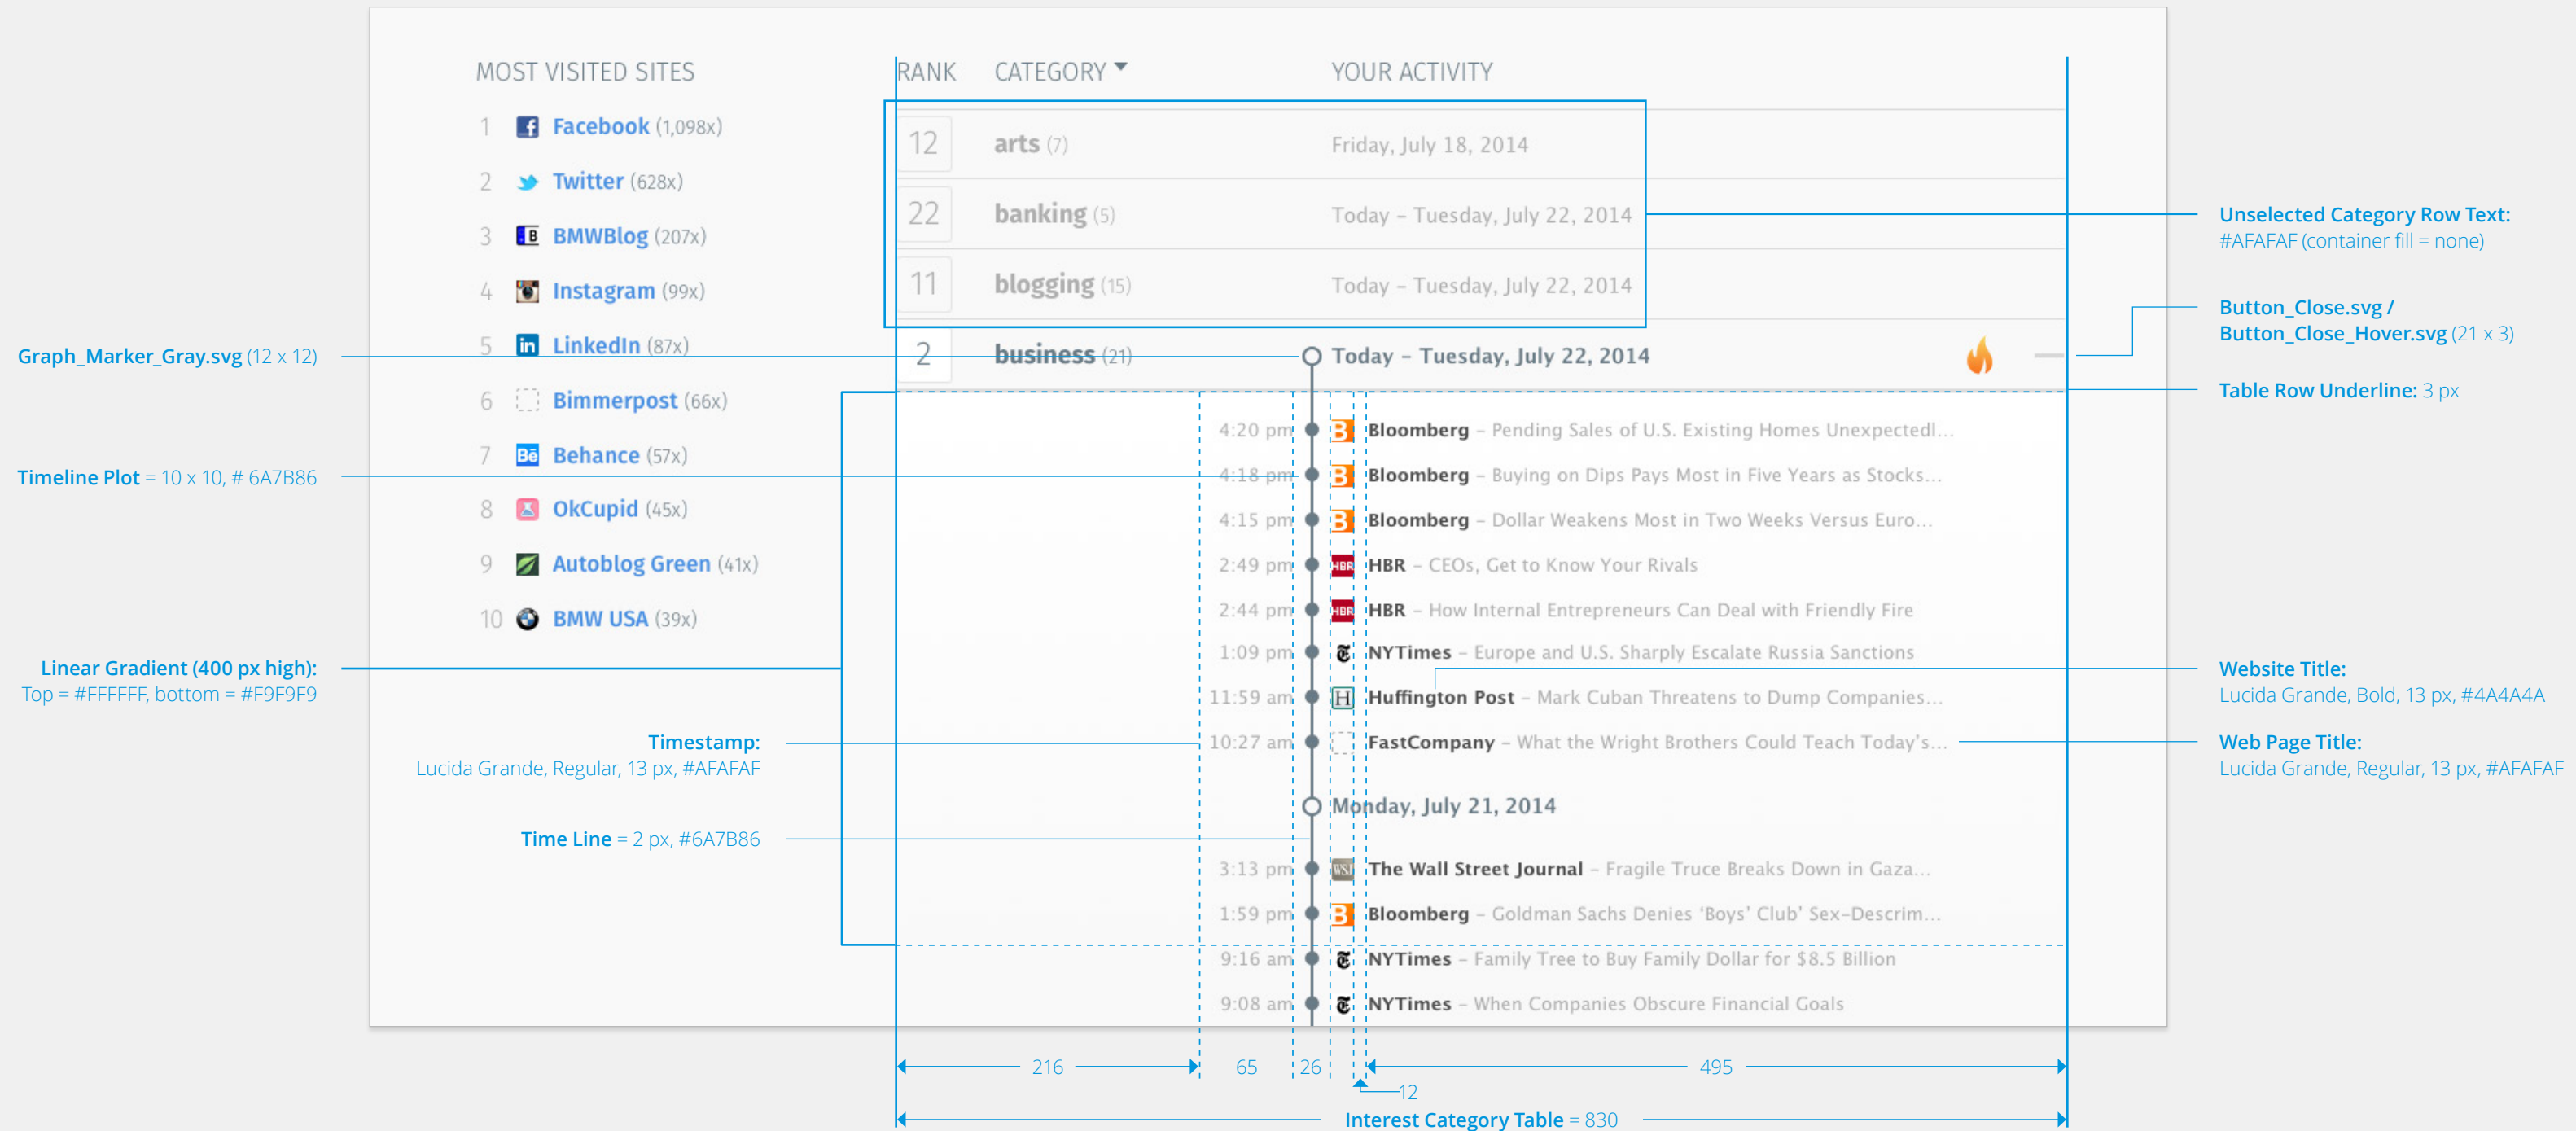 MOST VISITED SITES
1 Facebook (1,098x)
2 Twitter (628x)
3 B BMWBlog (207x)
4 Instagram (99x)
5 in LinkedIn (87x)
6 Bimmerpost (66x)
7 Bē Behance (57x)
8 OkCupid (45x)
9 Autoblog Green (41x)
10 BMW USA (39x)
RANK CATEGORY YOUR ACTIVITY
12 arts (7) Friday, July 18, 2014
22 banking (5) Today – Tuesday, July 22, 2014
11 blogging (15) Today – Tuesday, July 22, 2014
2 business (21) Today – Tuesday, July 22, 2014
4:20 pm B Bloomberg – Pending Sales of U.S. Existing Homes Unexpectedl...
4:18 pm B Bloomberg – Buying on Dips Pays Most in Five Years as Stocks...
4:15 pm B Bloomberg – Dollar Weakens Most in Two Weeks Versus Euro...
2:49 pm HBR HBR – CEOs, Get to Know Your Rivals
2:44 pm HBR HBR – How Internal Entrepreneurs Can Deal with Friendly Fire
1:09 pm NYTimes – Europe and U.S. Sharply Escalate Russia Sanctions
11:59 am H Huffington Post – Mark Cuban Threatens to Dump Companies...
10:27 am FastCompany – What the Wright Brothers Could Teach Today's...
Monday, July 21, 2014
3:13 pm WSJ The Wall Street Journal – Fragile Truce Breaks Down in Gaza...
1:59 pm B Bloomberg – Goldman Sachs Denies ‘Boys’ Club’ Sex–Descrim...
9:16 am NYTimes – Family Tree to Buy Family Dollar for $8.5 Billion
9:08 am NYTimes – When Companies Obscure Financial Goals
Graph_Marker_Gray.svg (12 x 12)
Timeline Plot = 10 x 10, # 6A7B86
Linear Gradient (400 px high):
Top = #FFFFFF, bottom = #F9F9F9
Timestamp:
Lucida Grande, Regular, 13 px, #AFAFAF
Time Line = 2 px, #6A7B86
Unselected Category Row Text:
#AFAFAF (container fill = none)
Button_Close.svg /
Button_Close_Hover.svg (21 x 3)
Table Row Underline: 3 px
Website Title:
Lucida Grande, Bold, 13 px, #4A4A4A
Web Page Title:
Lucida Grande, Regular, 13 px, #AFAFAF
216 65 26 495
12
Interest Category Table = 830